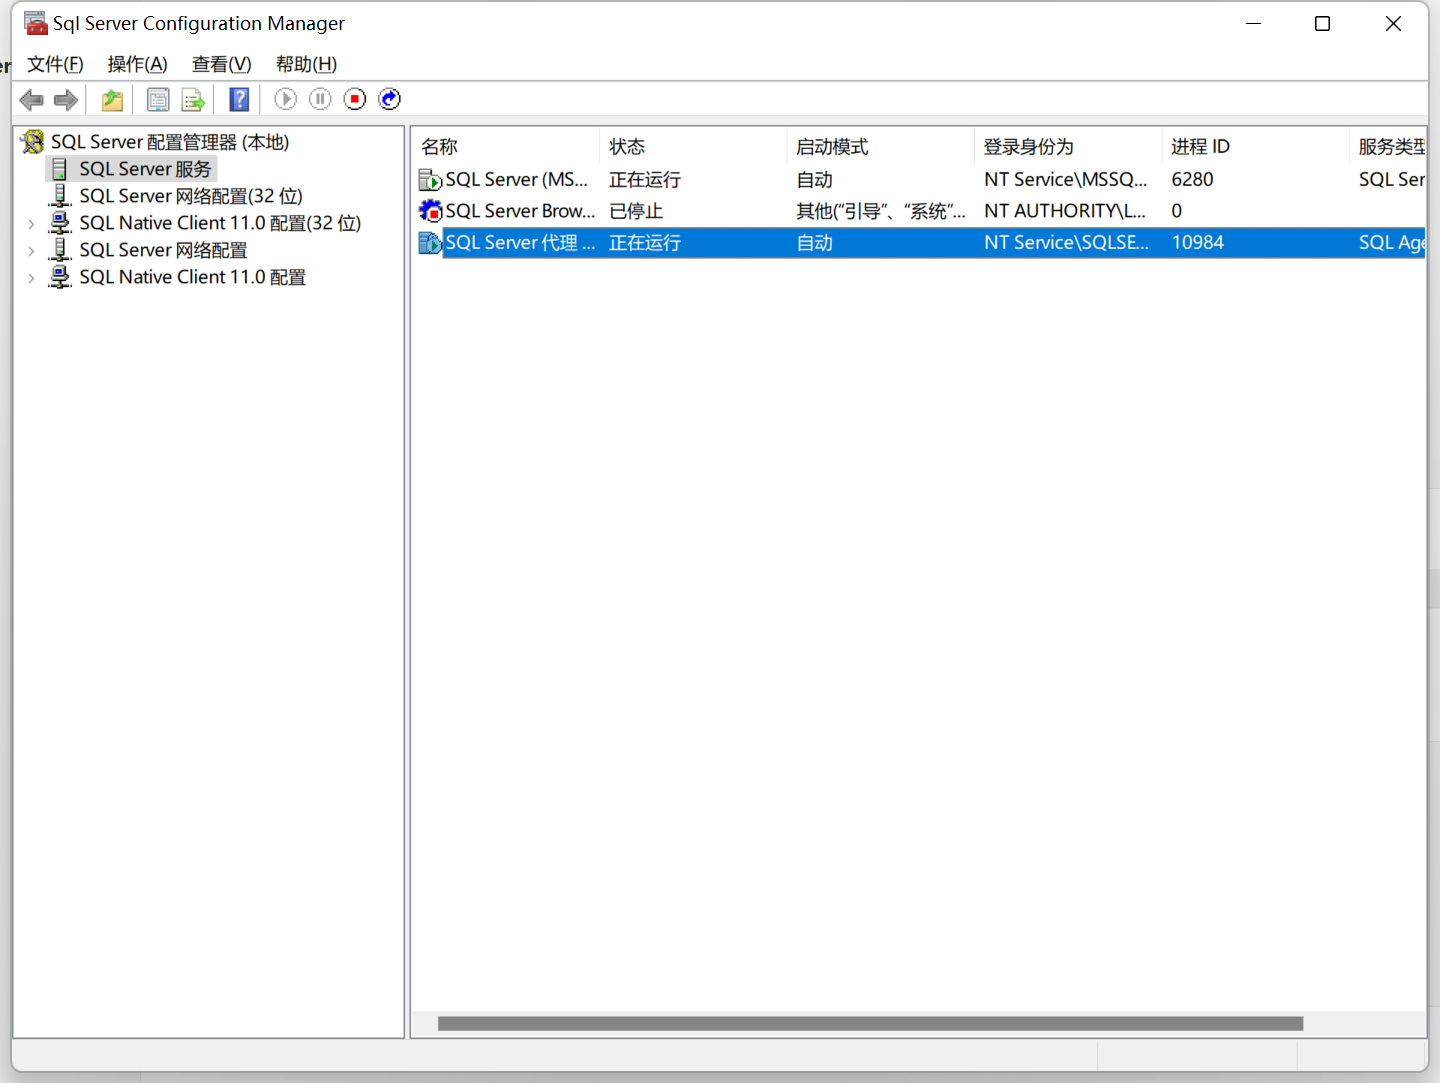 Sql Server Configuration Manager
er
文件(F) 操作(A) 查看(V) 帮助(H)
SQL Server 配置管理器 (本地)
SQL Server 服务
SQL Server 网络配置(32 位)
SQL Native Client 11.0 配置(32 位)
SQL Server 网络配置
SQL Native Client 11.0 配置
名称 状态 启动模式 登录身份为 进程 ID 服务类型
SQL Server (MS... 正在运行 自动 NT Service\MSSQ... 6280 SQL Ser
SQL Server Brow... 已停止 其他("引导"、"系统"... NT AUTHORITY\L... 0
SQL Server 代理 ... 正在运行 自动 NT Service\SQLSE... 10984 SQL Age